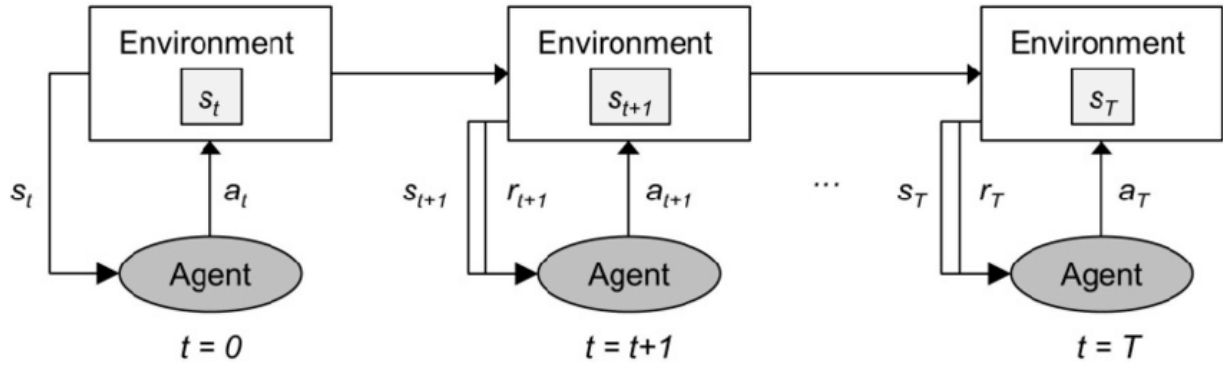 Environment Environment Environment
s_t s_{t+1} s_T
s_t a_t s_{t+1} r_{t+1} a_{t+1} ... s_T r_T a_T
Agent Agent Agent
t = 0 t = t+1 t = T